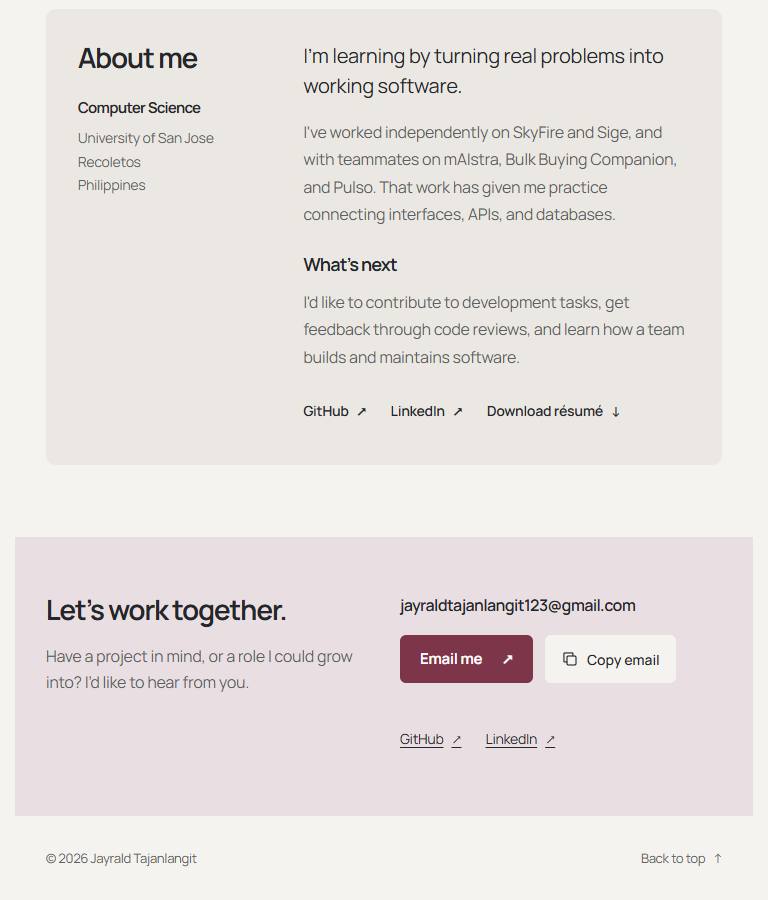 About me
Computer Science
University of San Jose
Recoletos
Philippines
I'm learning by turning real problems into
working software.
I've worked independently on SkyFire and Sige, and
with teammates on mAlstra, Bulk Buying Companion,
and Pulso. That work has given me practice
connecting interfaces, APIs, and databases.
What's next
I'd like to contribute to development tasks, get
feedback through code reviews, and learn how a team
builds and maintains software.
GitHub ↗ LinkedIn ↗ Download résumé ↓
Let's work together.
Have a project in mind, or a role I could grow
into? I'd like to hear from you.
jayraldtajanlangit123@gmail.com
Email me ↗ Copy email
GitHub ↗ LinkedIn ↗
© 2026 Jayrald Tajanlangit
Back to top ↑